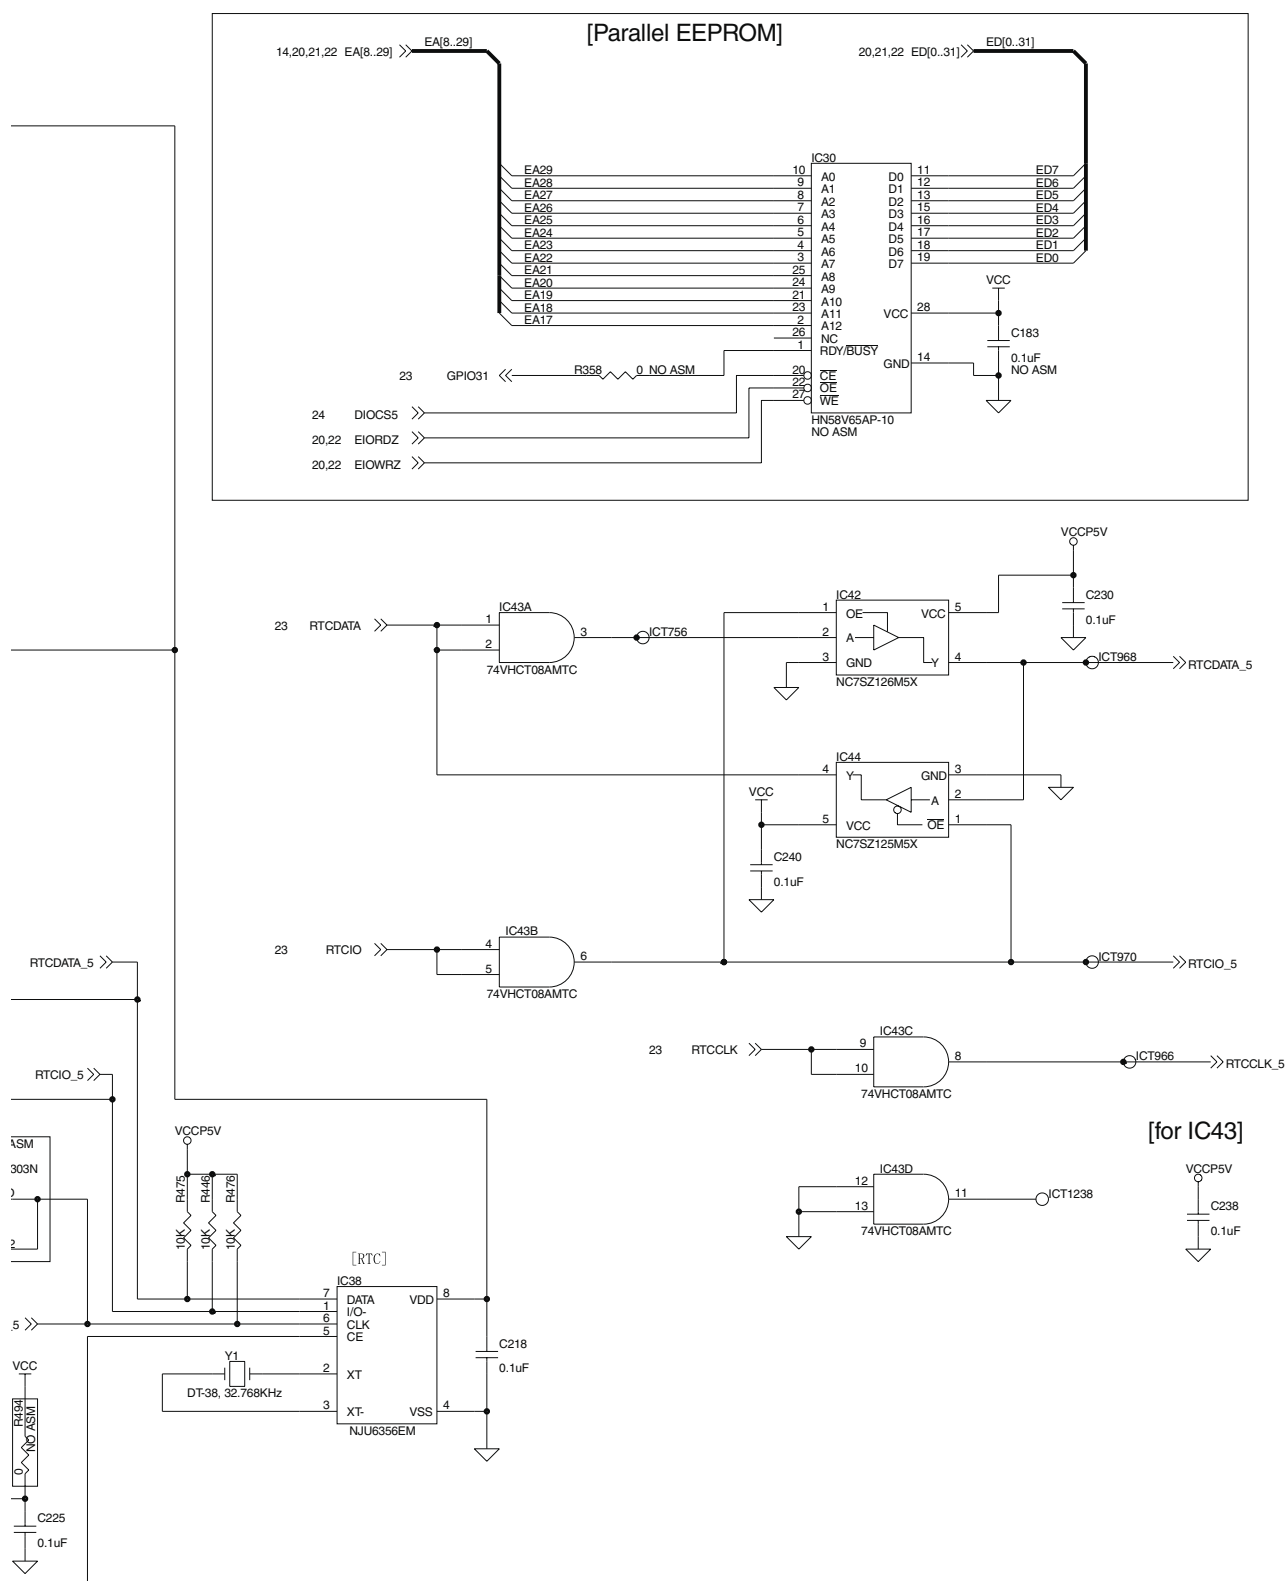 [Parallel EEPROM]
14,20,21,22 EA[8..29]
EA[8..29]
20,21,22 ED[0..31]
ED[0..31]
IC30
EA29 10 A0 D0 11 ED7
EA28 9 A1 D1 12 ED6
EA27 8 A2 D2 13 ED5
EA26 7 A3 D3 15 ED4
EA25 6 A4 D4 16 ED3
EA24 5 A5 D5 17 ED2
EA23 4 A6 D6 18 ED1
EA22 3 A7 D7 19 ED0
EA21 25 A8
EA20 24 A9
EA19 21 A10
EA18 23 A11
EA17 2 A12
26 NC
1 RDY/BUSY
VCC 28
GND 14
VCC
C183
0.1uF
NO ASM
23 GPIO31
R358 0 NO ASM
20 CE
22 OE
27 WE
24 DIOCS5
20,22 EIORDZ
20,22 EIOWRZ
HN58V65AP-10
NO ASM
VCCP5V
C230
0.1uF
23 RTCDATA
IC43A
1
2
3
74VHCT08AMTC
ICT756
IC42
1 OE VCC 5
2 A
3 GND Y 4
NC7SZ126M5X
ICT968
RTCDATA_5
IC44
4 Y GND 3
A 2
5 VCC OE 1
NC7SZ125M5X
VCC
C240
0.1uF
23 RTCIO
IC43B
4
5
6
74VHCT08AMTC
ICT970
RTCIO_5
RTCDATA_5
23 RTCCLK
IC43C
9
10
8
74VHCT08AMTC
ICT966
RTCCLK_5
RTCIO_5
[for IC43]
ASM
303N
VCCP5V
R475
R446
R476
10K
10K
10K
IC43D
12
13
11
74VHCT08AMTC
ICT1238
VCCP5V
C238
0.1uF
[RTC]
IC38
7 DATA VDD 8
1 I/O-
6 CLK
5 CE
2 XT
3 XT- VSS 4
NJU6356EM
Y1
DT-38, 32.768KHz
C218
0.1uF
_5
VCC
R494
NO ASM
0
C225
0.1uF